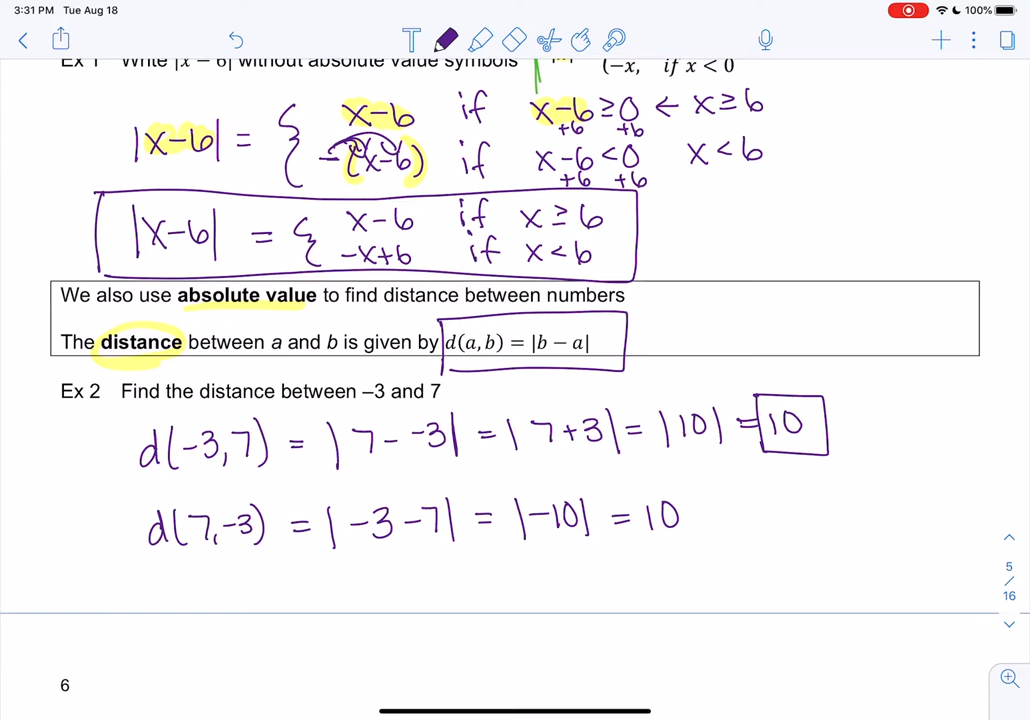 3:31 PM Tue Aug 18
100%
Ex 1 Write |x − 6| without absolute value symbols
(−x, if x < 0
|x-6| = { x-6 if x-6 ≥ 0 ← x ≥ 6
+6 +6
-(x-6) if x-6 < 0 x < 6
+6 +6
|x-6| = { x-6 if x ≥ 6
-x+6 if x < 6
We also use absolute value to find distance between numbers
The distance between a and b is given by d(a, b) = |b − a|
Ex 2 Find the distance between –3 and 7
d(-3, 7) = |7 - -3| = |7+3| = |10| = 10
d(7, -3) = |-3 -7| = |-10| = 10
5
/
16
6